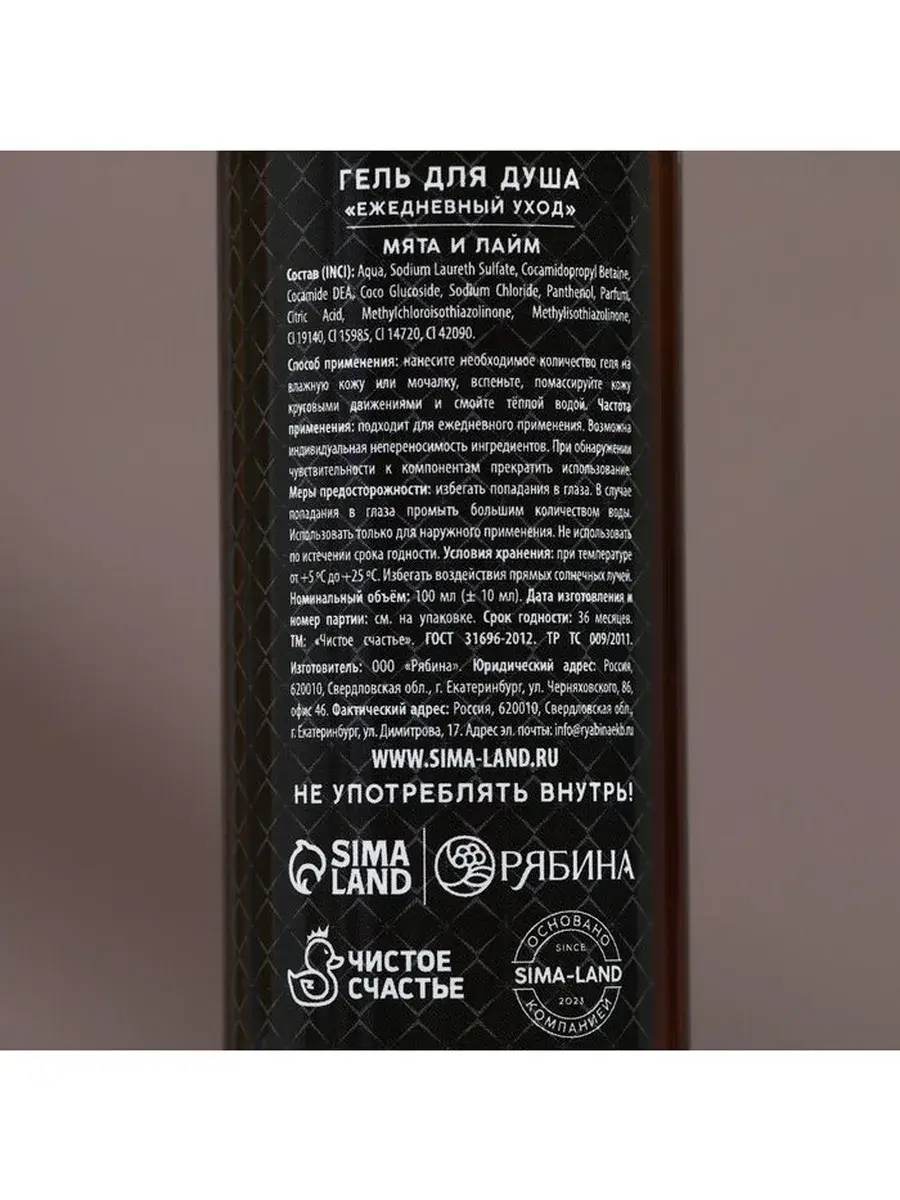 ГЕЛЬ ДЛЯ ДУША
«ЕЖЕДНЕВНЫЙ УХОД»
МЯТА И ЛАЙМ
Состав (INCI): Aqua, Sodium Laureth Sulfate, Cocamidopropyl Betaine,
Cocamide DEA, Coco Glucoside, Sodium Chloride, Panthenol, Parfum,
Citric Acid, Methylchloroisothiazolinone, Methylisothiazolinone,
CI 19140, CI 15985, CI 14720, CI 42090.
Способ применения: нанесите необходимое количество геля на
влажную кожу или мочалку, вспеньте, помассируйте кожу
круговыми движениями и смойте тёплой водой. Частота
применения: подходит для ежедневного применения. Возможна
индивидуальная непереносимость ингредиентов. При обнаружении
чувствительности к компонентам прекратить использование.
Меры предосторожности: избегать попадания в глаза. В случае
попадания в глаза промыть большим количеством воды.
Использовать только для наружного применения. Не использовать
по истечении срока годности. Условия хранения: при температуре
от +5 ºC до +25 ºC. Избегать воздействия прямых солнечных лучей.
Номинальный объём: 100 мл (± 10 мл). Дата изготовления и
номер партии: см. на упаковке. Срок годности: 36 месяцев.
ТМ: «Чистое счастье». ГОСТ 31696-2012. ТР ТС 009/2011.
Изготовитель: ООО «Рябина». Юридический адрес: Россия,
620010, Свердловская обл., г. Екатеринбург, ул. Черняховского, 86,
офис 46. Фактический адрес: Россия, 620010, Свердловская обл.,
г. Екатеринбург, ул. Димитрова, 17. Адрес эл. почты: info@ryabinaekb.ru
WWW.SIMA-LAND.RU
НЕ УПОТРЕБЛЯТЬ ВНУТРЬ!
SIMA
LAND
РЯБИНА
ЧИСТОЕ
СЧАСТЬЕ
ОСНОВАНО
SINCE
SIMA-LAND
2023
КОМПАНИЕЙ